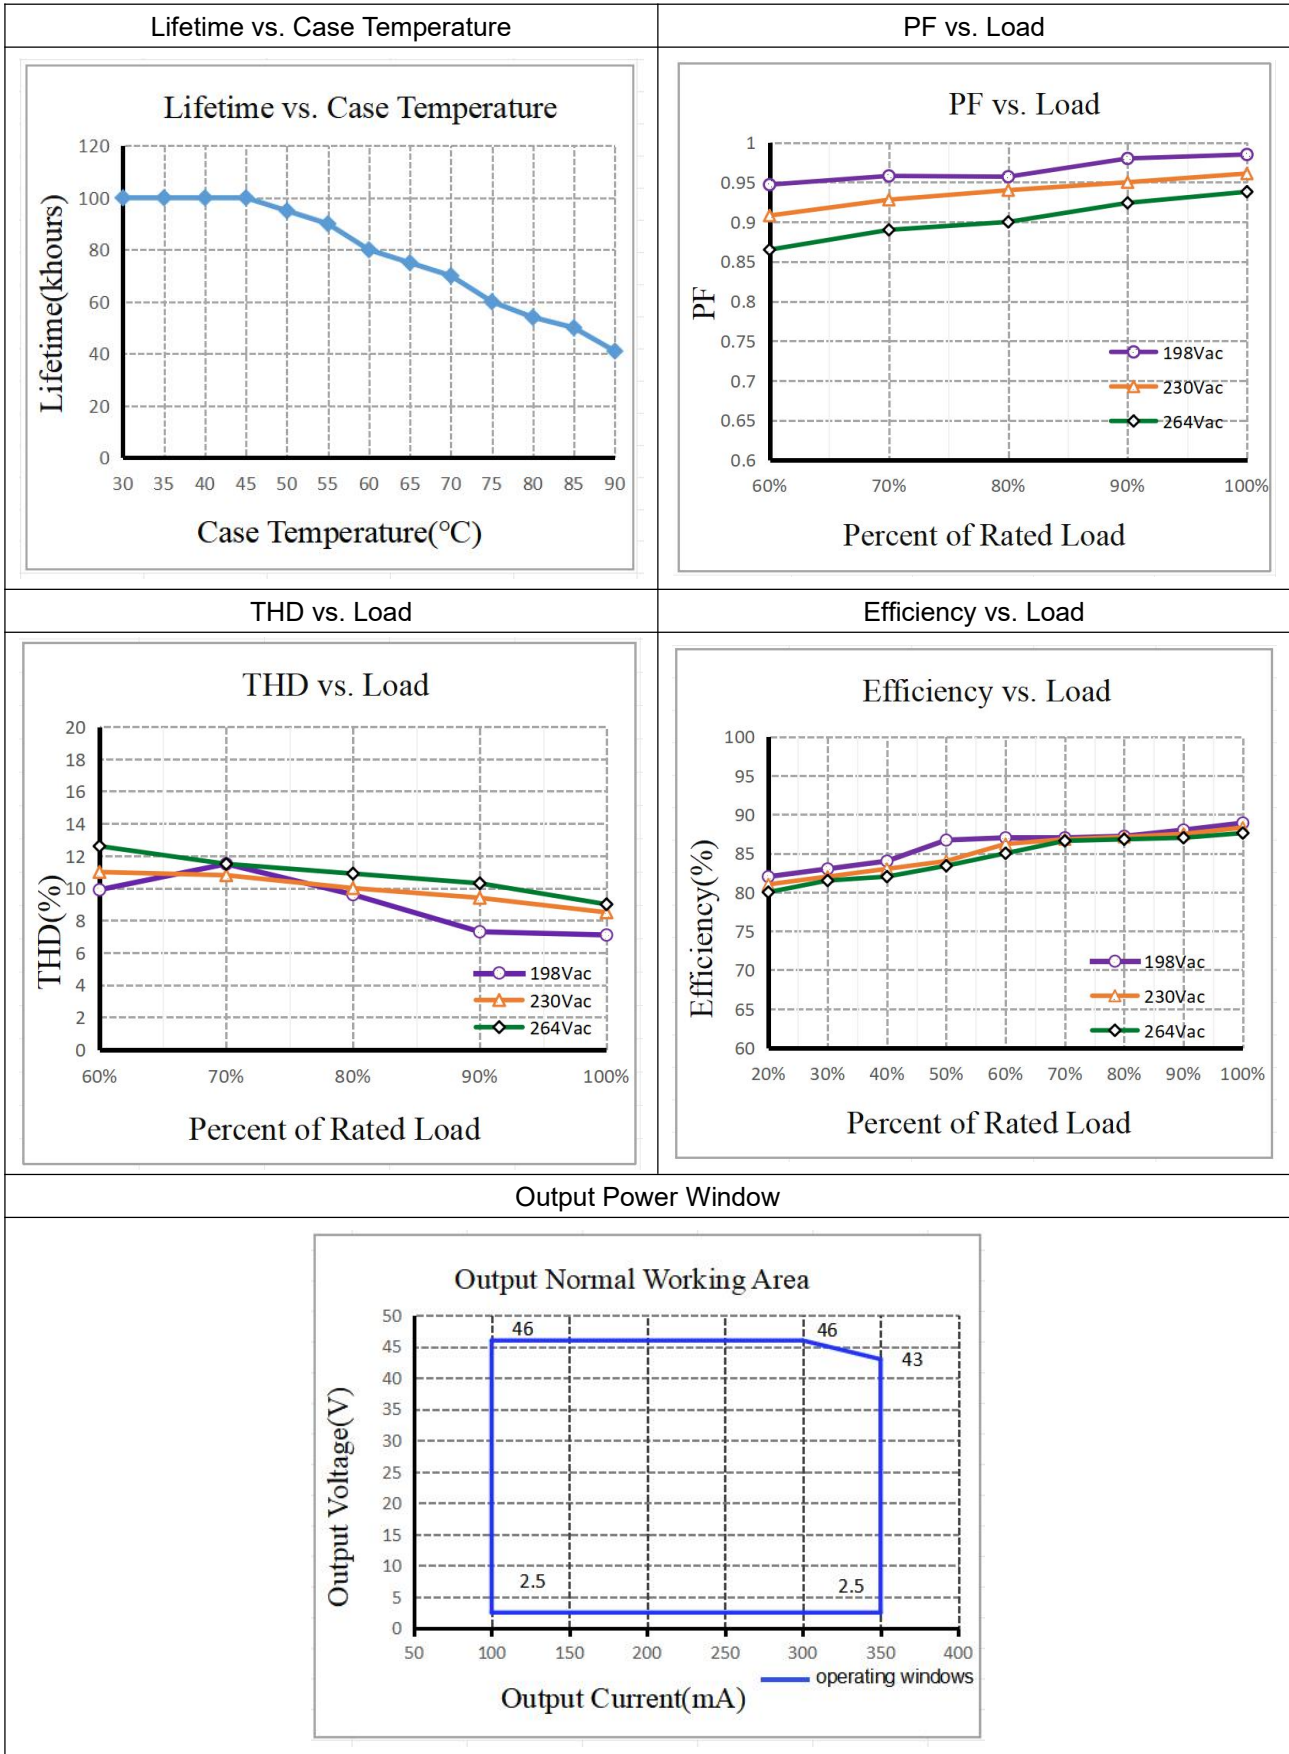 Lifetime vs. Case Temperature
PF vs. Load
Lifetime vs. Case Temperature
120
100
80
60
40
20
0
Lifetime(khours)
30 35 40 45 50 55 60 65 70 75 80 85 90
Case Temperature(°C)
PF vs. Load
1
0.95
0.9
0.85
0.8
0.75
0.7
0.65
0.6
PF
198Vac
230Vac
264Vac
60% 70% 80% 90% 100%
Percent of Rated Load
THD vs. Load
Efficiency vs. Load
THD vs. Load
20
18
16
14
12
10
8
6
4
2
0
THD(%)
198Vac
230Vac
264Vac
60% 70% 80% 90% 100%
Percent of Rated Load
Efficiency vs. Load
100
95
90
85
80
75
70
65
60
Efficiency(%)
198Vac
230Vac
264Vac
20% 30% 40% 50% 60% 70% 80% 90% 100%
Percent of Rated Load
Output Power Window
Output Normal Working Area
50
45
40
35
30
25
20
15
10
5
0
Output Voltage(V)
46
46
43
2.5
2.5
50 100 150 200 250 300 350 400
operating windows
Output Current(mA)